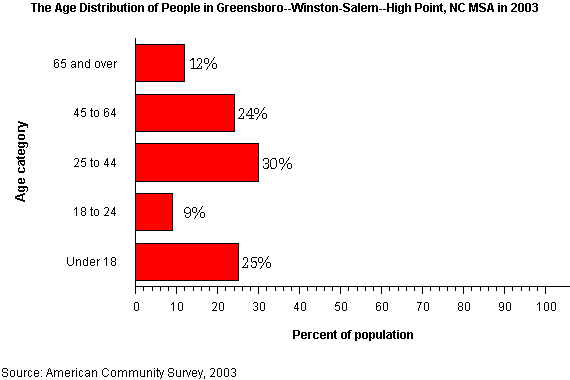 The Age Distribution of People in Greensboro--Winston-Salem--High Point, NC MSA in 2003
Age category
65 and over 12%
45 to 64 24%
25 to 44 30%
18 to 24 9%
Under 18 25%
0 10 20 30 40 50 60 70 80 90 100
Percent of population
Source: American Community Survey, 2003